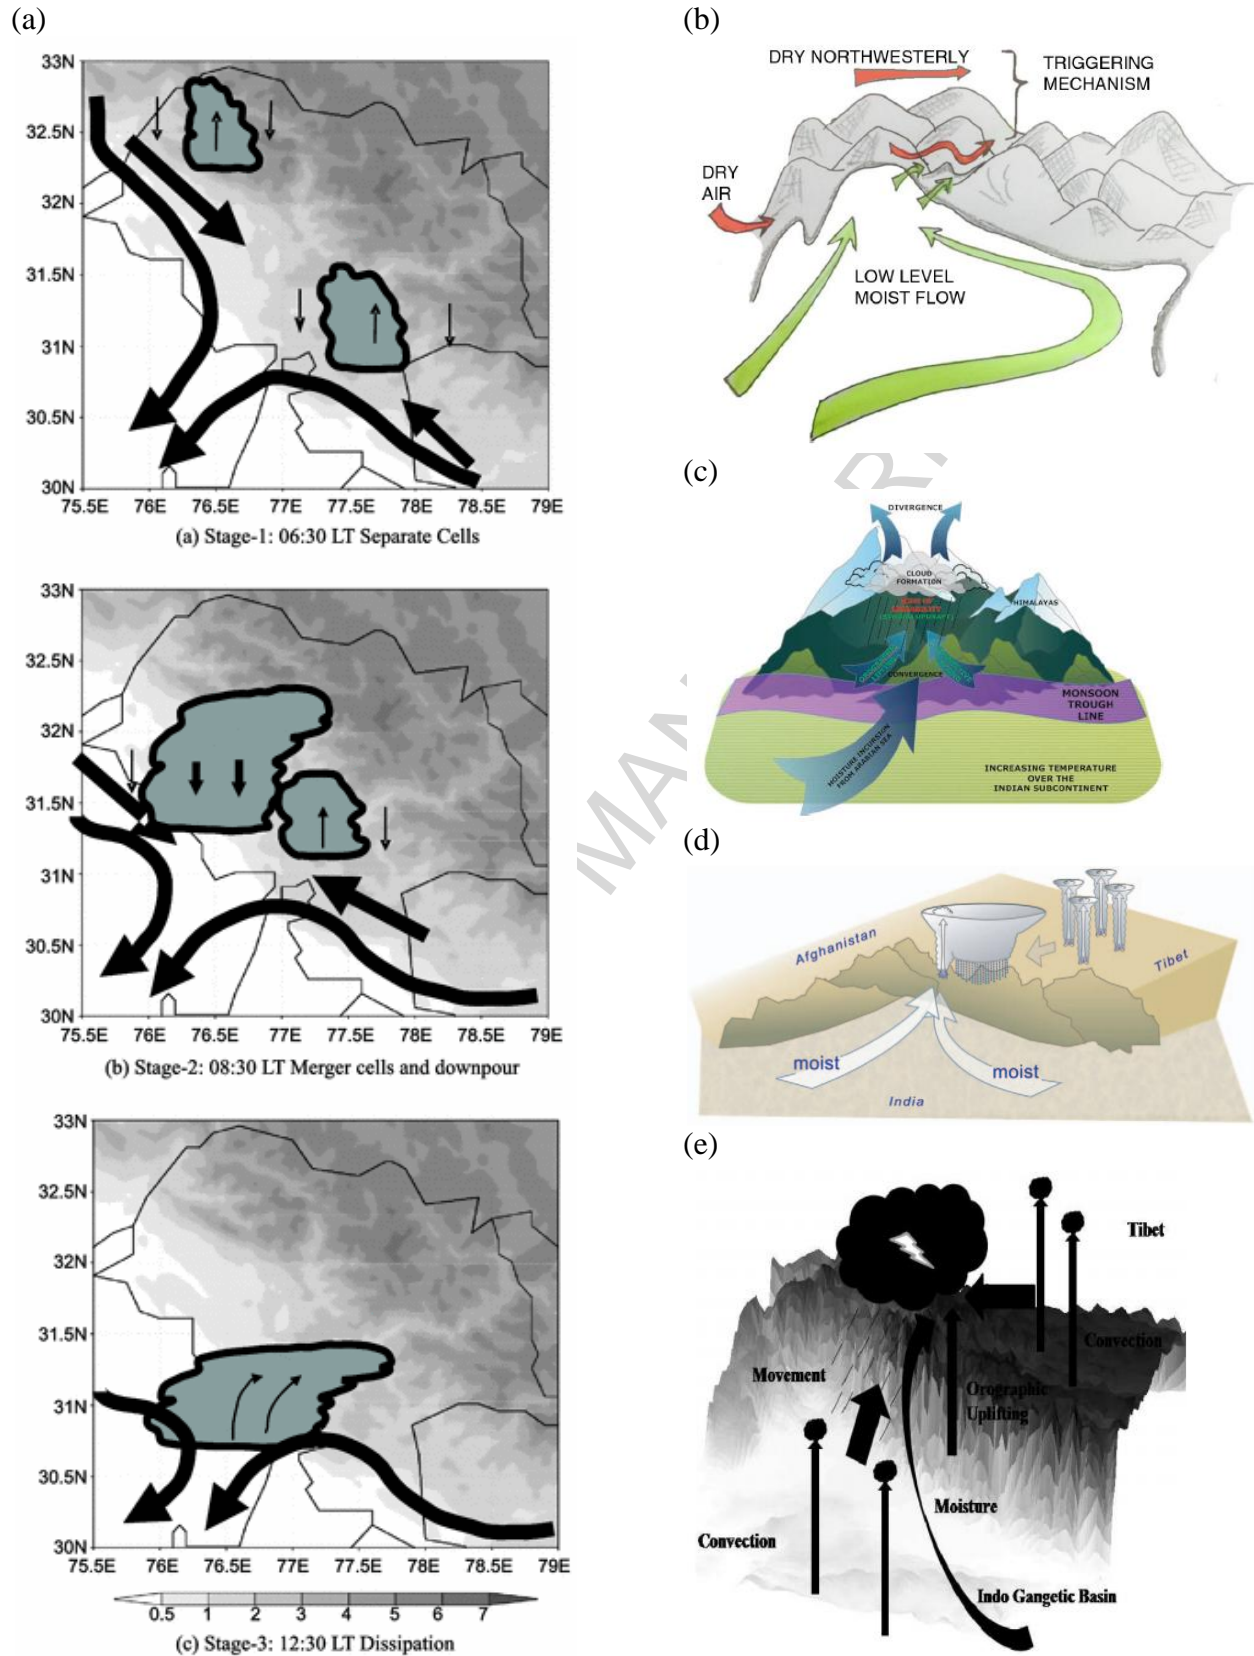 (a)
33N
32.5N
32N
31.5N
31N
30.5N
30N
75.5E 76E 76.5E 77E 77.5E 78E 78.5E 79E
(a) Stage-1: 06:30 LT Separate Cells
33N
32.5N
32N
31.5N
31N
30.5N
30N
75.5E 76E 76.5E 77E 77.5E 78E 78.5E 79E
(b) Stage-2: 08:30 LT Merger cells and downpour
33N
32.5N
32N
31.5N
31N
30.5N
30N
75.5E 76E 76.5E 77E 77.5E 78E 78.5E 79E
0.5 1 2 3 4 5 6 7
(c) Stage-3: 12:30 LT Dissipation
(b)
DRY NORTHWESTERLY
TRIGGERING
MECHANISM
DRY
AIR
LOW LEVEL
MOIST FLOW
(c)
DIVERGENCE
CLOUD
FORMATION
HIMALAYAS
CONVERGENCE
MONSOON
TROUGH
LINE
MOISTURE INCURSION
FROM ARABIAN SEA
INCREASING TEMPERATURE
OVER THE
INDIAN SUBCONTINENT
(d)
Afghanistan
Tibet
moist
moist
India
(e)
Tibet
Convection
Movement
Orographic
Uplifting
Moisture
Convection
Indo Gangetic Basin